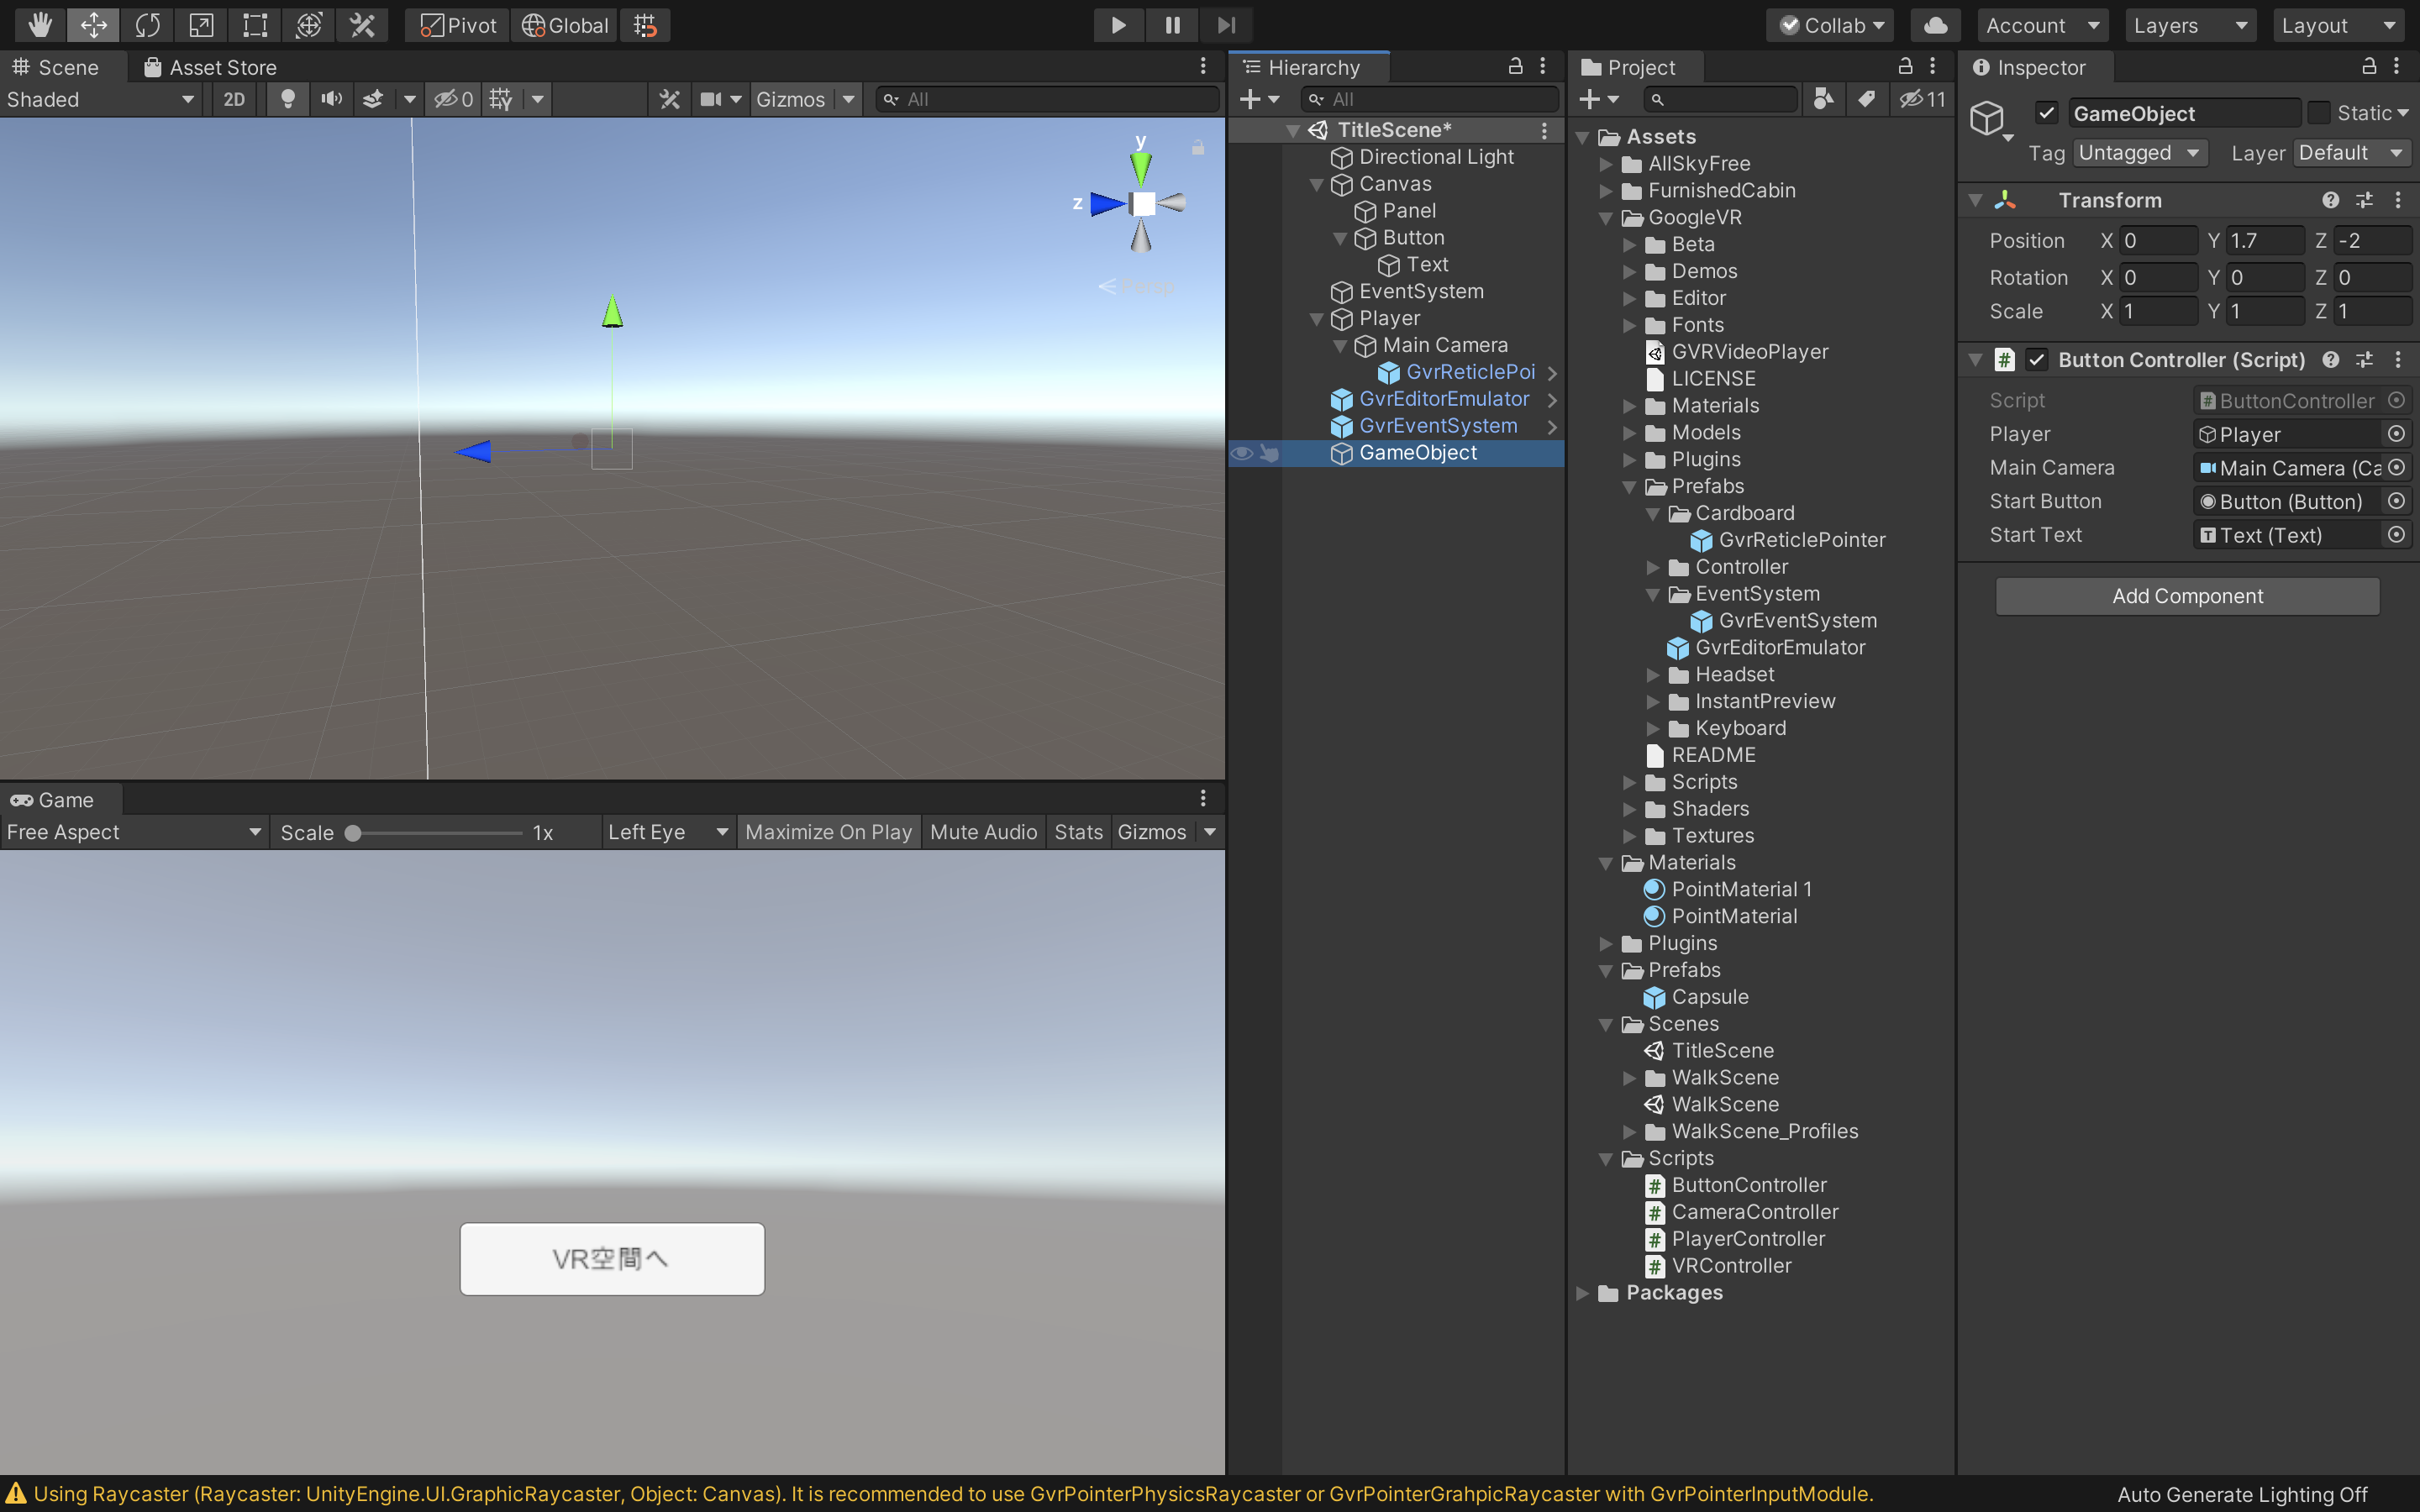 Pivot Global Collab Account Layers Layout
Scene Asset Store
Shaded 2D 0 Gizmos All
y
z
Persp
Game
Free Aspect Scale 1x Left Eye Maximize On Play Mute Audio Stats Gizmos
VR空間へ
Hierarchy
All
TitleScene*
Directional Light
Canvas
Panel
Button
Text
EventSystem
Player
Main Camera
GvrReticlePoi
GvrEditorEmulator
GvrEventSystem
GameObject
Project
11
Assets
AllSkyFree
FurnishedCabin
GoogleVR
Beta
Demos
Editor
Fonts
GVRVideoPlayer
LICENSE
Materials
Models
Plugins
Prefabs
Cardboard
GvrReticlePointer
Controller
EventSystem
GvrEventSystem
GvrEditorEmulator
Headset
InstantPreview
Keyboard
README
Scripts
Shaders
Textures
Materials
PointMaterial 1
PointMaterial
Plugins
Prefabs
Capsule
Scenes
TitleScene
WalkScene
WalkScene
WalkScene_Profiles
Scripts
ButtonController
CameraController
PlayerController
VRController
Packages
Inspector
GameObject Static
Tag Untagged Layer Default
Transform
Position X 0 Y 1.7 Z -2
Rotation X 0 Y 0 Z 0
Scale X 1 Y 1 Z 1
# Button Controller (Script)
Script # ButtonController
Player Player
Main Camera Main Camera (Ca
Start Button Button (Button)
Start Text T Text (Text)
Add Component
Using Raycaster (Raycaster: UnityEngine.UI.GraphicRaycaster, Object: Canvas). It is recommended to use GvrPointerPhysicsRaycaster or GvrPointerGrahpicRaycaster with GvrPointerInputModule.
Auto Generate Lighting Off